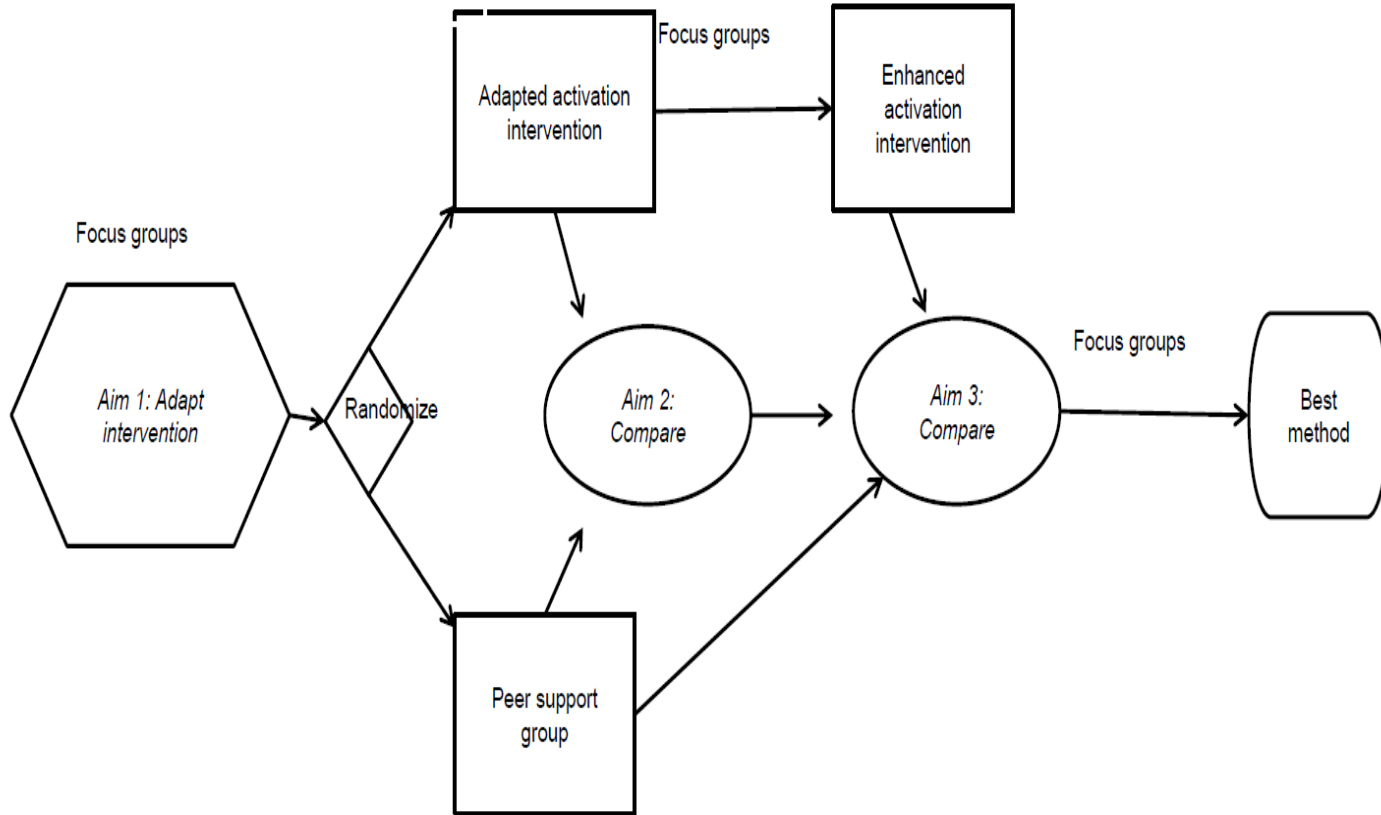 Focus groups
Aim 1: Adapt
intervention
Randomize
Adapted activation
intervention
Focus groups
Enhanced
activation
intervention
Aim 2:
Compare
Peer support
group
Aim 3:
Compare
Focus groups
Best
method